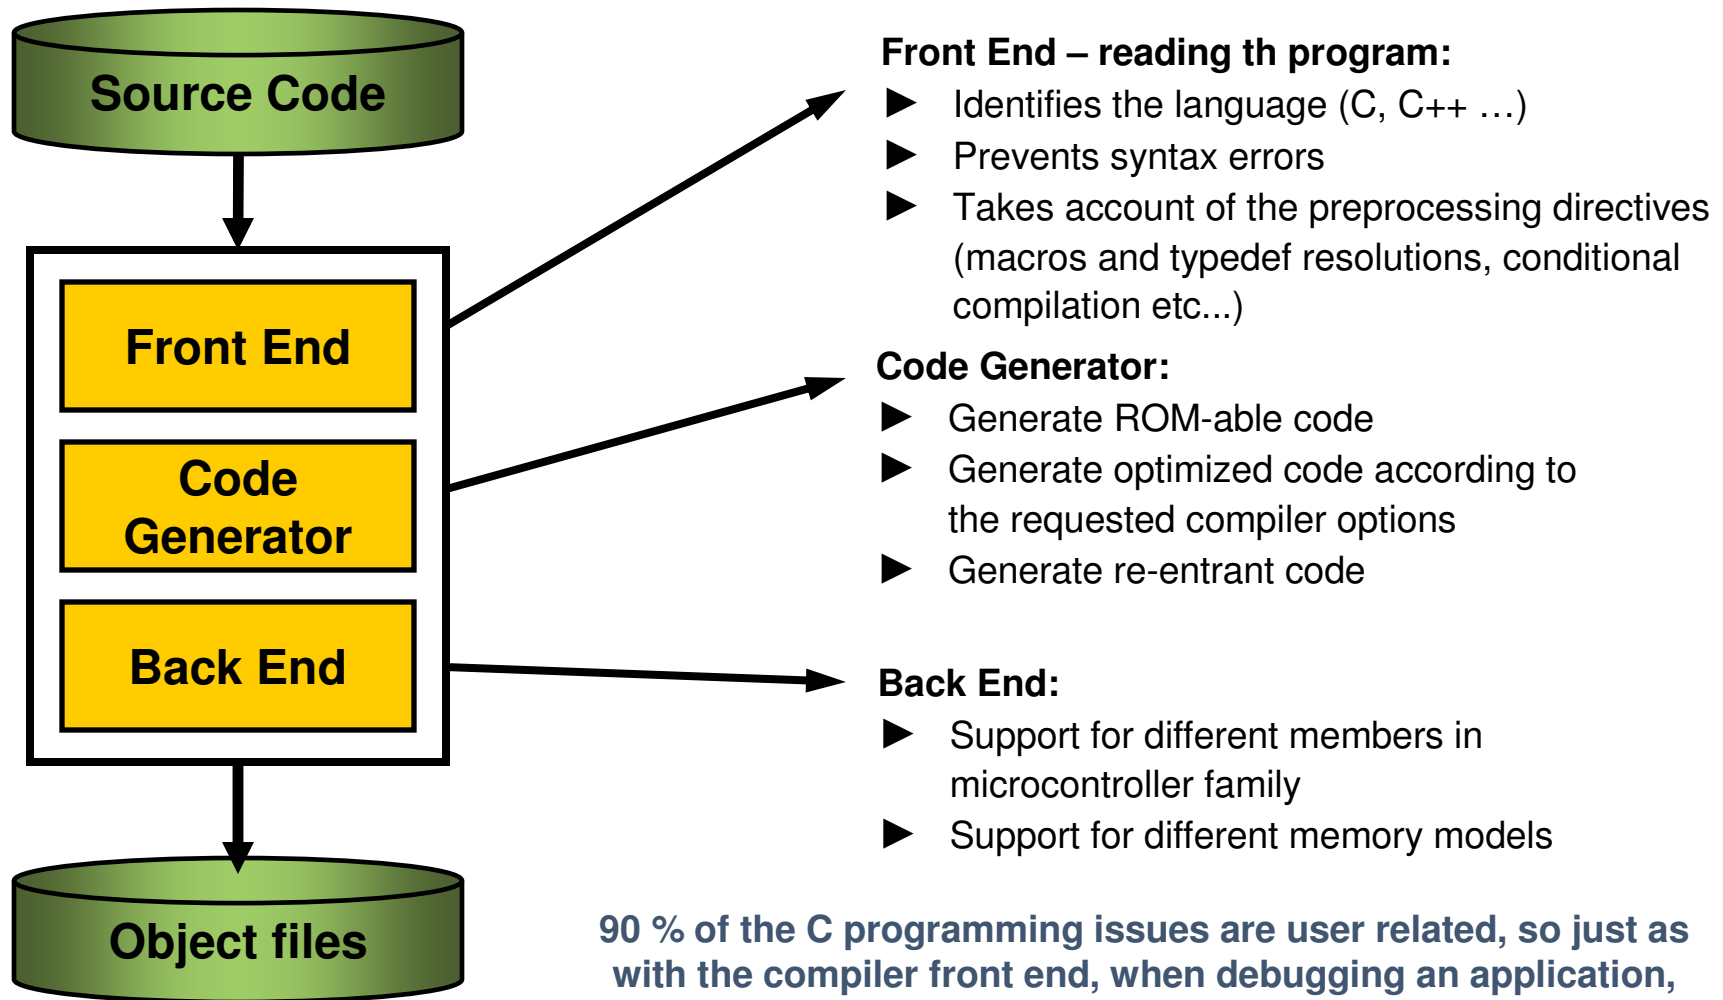 Source Code
Front End
Code
Generator
Back End
Object files
Front End – reading th program:
► Identifies the language (C, C++ …)
► Prevents syntax errors
► Takes account of the preprocessing directives
(macros and typedef resolutions, conditional
compilation etc...)
Code Generator:
► Generate ROM-able code
► Generate optimized code according to
the requested compiler options
► Generate re-entrant code
Back End:
► Support for different members in
microcontroller family
► Support for different memory models
90 % of the C programming issues are user related, so just as
with the compiler front end, when debugging an application,